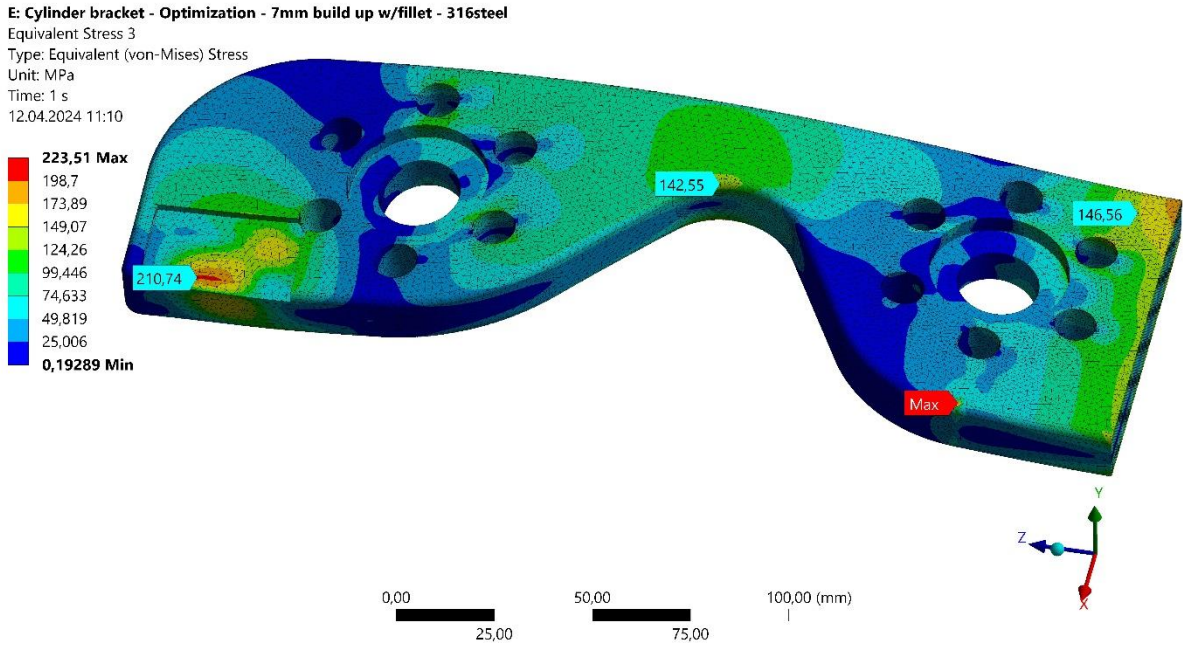 E: Cylinder bracket - Optimization - 7mm build up w/fillet - 316steel
Equivalent Stress 3
Type: Equivalent (von-Mises) Stress
Unit: MPa
Time: 1 s
12.04.2024 11:10
223,51 Max
198,7
173,89
149,07
124,26
99,446
74,633
49,819
25,006
0,19289 Min
142,55
146,56
210,74
Max
Y
Z
X
0,00 50,00 100,00 (mm)
25,00 75,00